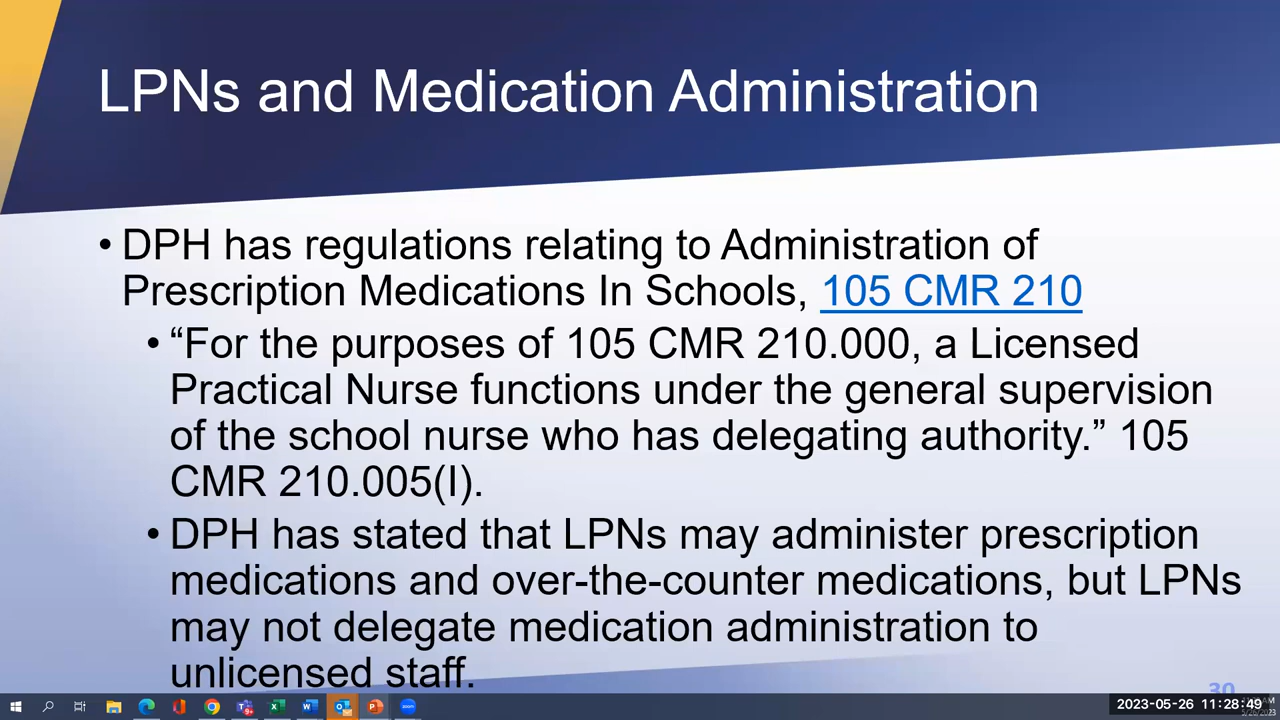 LPNs and Medication Administration
• DPH has regulations relating to Administration of
Prescription Medications In Schools, 105 CMR 210
• “For the purposes of 105 CMR 210.000, a Licensed
Practical Nurse functions under the general supervision
of the school nurse who has delegating authority.” 105
CMR 210.005(I).
• DPH has stated that LPNs may administer prescription
medications and over-the-counter medications, but LPNs
may not delegate medication administration to
unlicensed staff.
30
2023-05-26 11:28:49